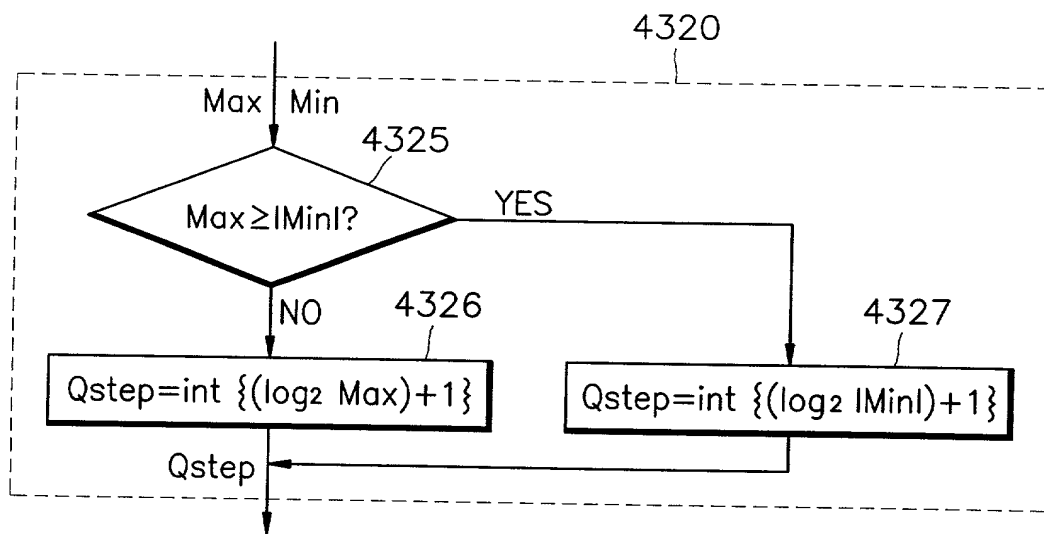 4320
Max Min
4325
Max≥|Min|?
YES
NO
4326
4327
Qstep=int {(log₂ Max)+1}
Qstep=int {(log₂ |Min|)+1}
Qstep